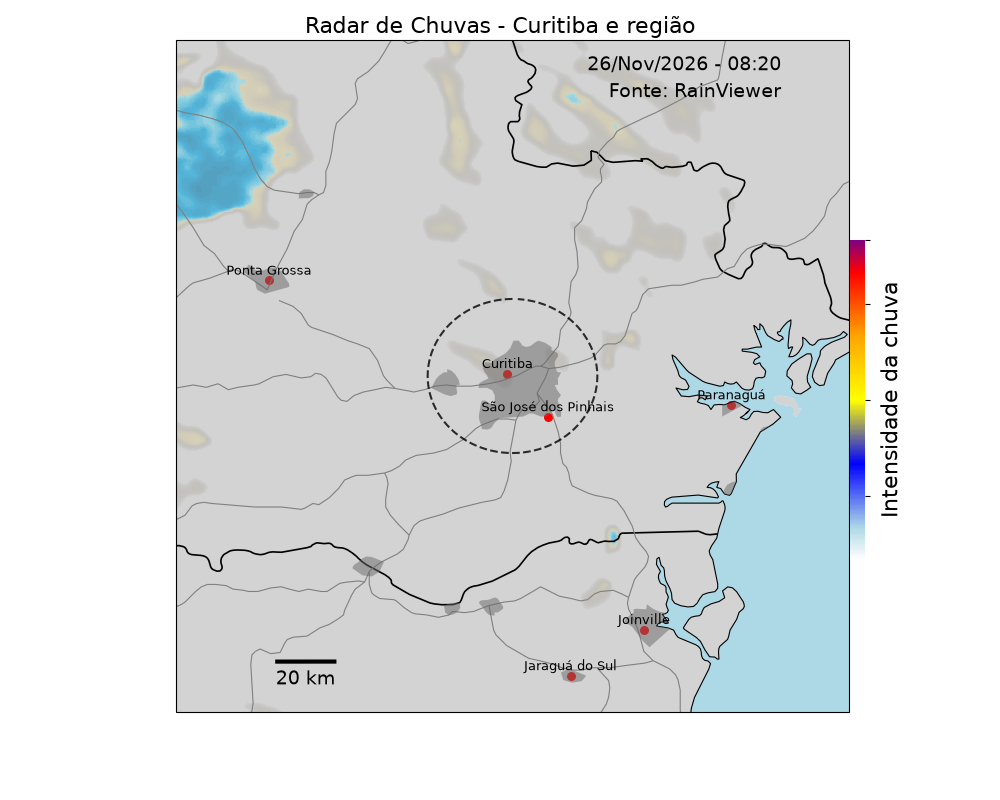 Radar de Chuvas - Curitiba e região
26/Nov/2026 - 08:20
Fonte: RainViewer
Ponta Grossa
Curitiba
Paranaguá
São José dos Pinhais
Intensidade da chuva
Joinville
Jaraguá do Sul
20 km